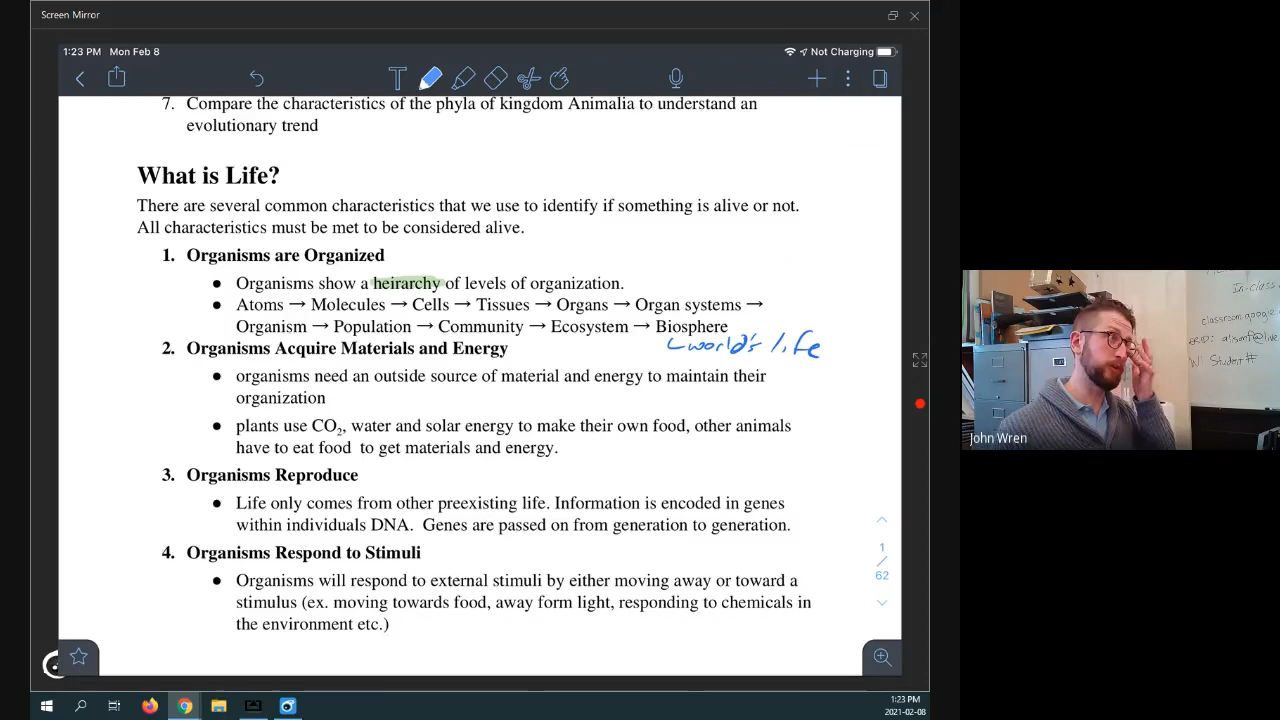 Screen Mirror
1:23 PM Mon Feb 8
Not Charging
7. Compare the characteristics of the phyla of kingdom Animalia to understand an
evolutionary trend
What is Life?
There are several common characteristics that we use to identify if something is alive or not.
All characteristics must be met to be considered alive.
1. Organisms are Organized
● Organisms show a heirarchy of levels of organization.
● Atoms → Molecules → Cells → Tissues → Organs → Organ systems →
Organism → Population → Community → Ecosystem → Biosphere
world's life
2. Organisms Acquire Materials and Energy
● organisms need an outside source of material and energy to maintain their
organization
● plants use CO₂, water and solar energy to make their own food, other animals
have to eat food to get materials and energy.
3. Organisms Reproduce
● Life only comes from other preexisting life. Information is encoded in genes
within individuals DNA. Genes are passed on from generation to generation.
4. Organisms Respond to Stimuli
● Organisms will respond to external stimuli by either moving away or toward a
stimulus (ex. moving towards food, away form light, responding to chemicals in
the environment etc.)
1
/
62
1:23 PM
2021-02-08
In-class
classroom.google
Student #
John Wren